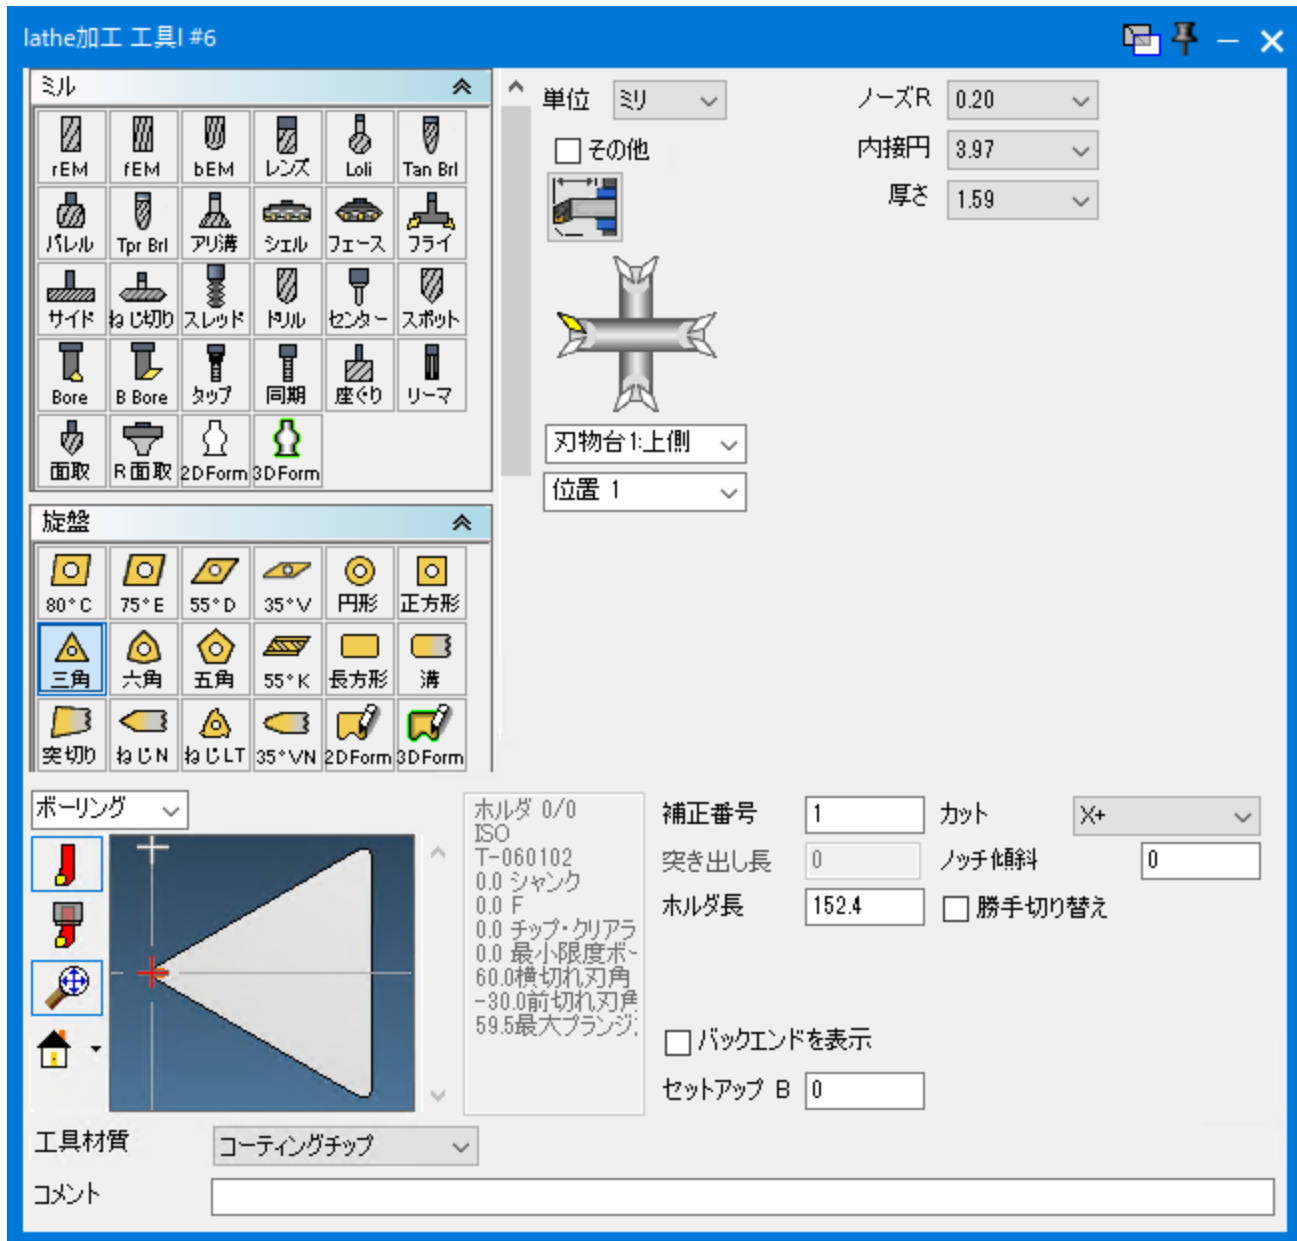 lathe加工 工具l #6
ミル
rEM fEM bEM レンズ Loli Tan Brl
バレル Tpr Brl アリ溝 シェル フェース フライ
サイド ねじ切り スレッド ドリル センター スポット
Bore B Bore タップ 同期 座ぐり リーマ
面取 R面取 2DForm 3DForm
旋盤
80°C 75°E 55°D 35°V 円形 正方形
三角 六角 五角 55°K 長方形 溝
突切り ねじN ねじLT 35°VN 2DForm 3DForm
単位 ミリ
その他
刃物台1:上側
位置 1
ノーズR 0.20
内接円 3.97
厚さ 1.59
ボーリング
ホルダ 0/0
ISO
T-060102
0.0 シャンク
0.0 F
0.0 チップ・クリアラ
0.0 最小限度ボー
60.0横切れ刃角
-30.0前切れ刃角
59.5最大プランジ
補正番号 1 カット X+
突き出し長 0 ノッチ傾斜 0
ホルダ長 152.4 勝手切り替え
バックエンドを表示
セットアップ B 0
工具材質 コーティングチップ
コメント